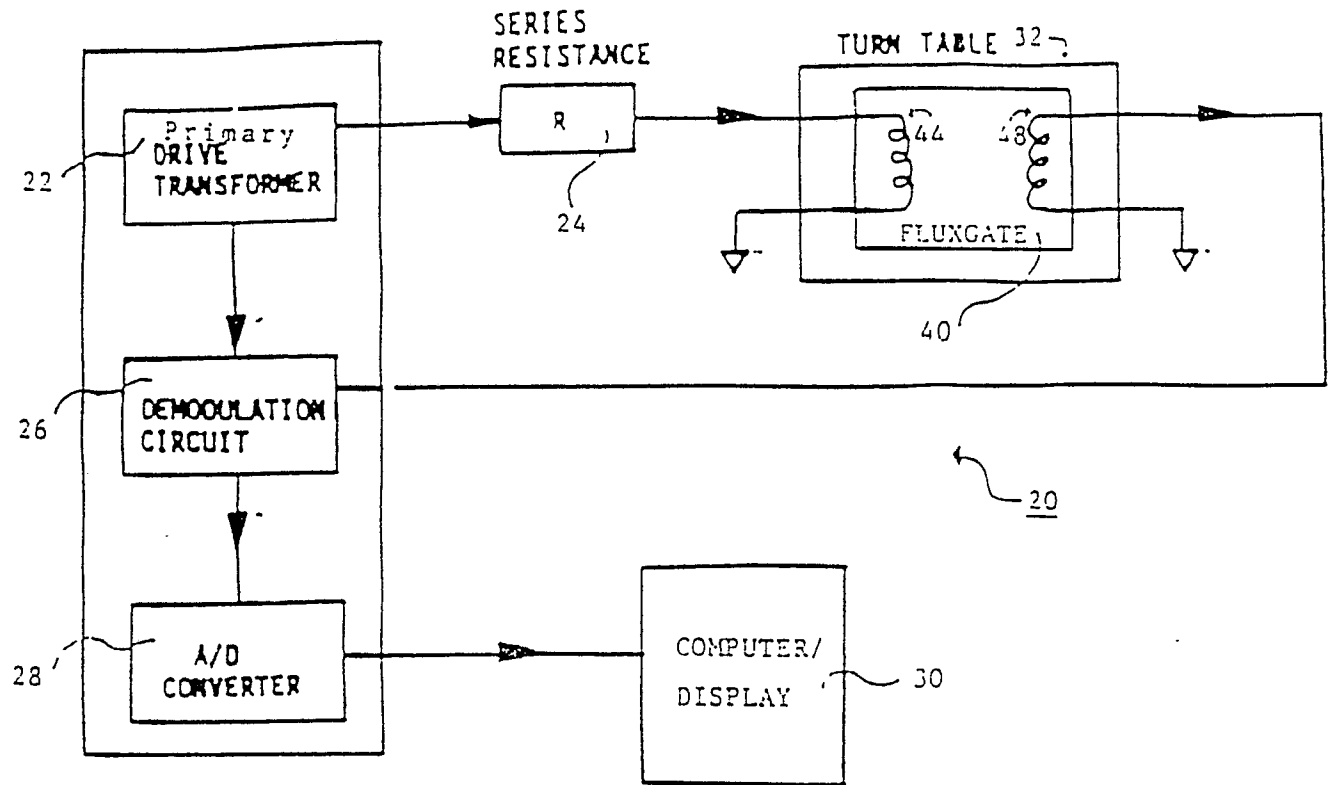 SERIES
RESISTANCE
TURN TABLE 32
Primary
DRIVE
TRANSFORMER
22
R
24
44
48
FLUXGATE
40
26
DEMODULATION
CIRCUIT
20
28
A/D
CONVERTER
COMPUTER/
DISPLAY
30